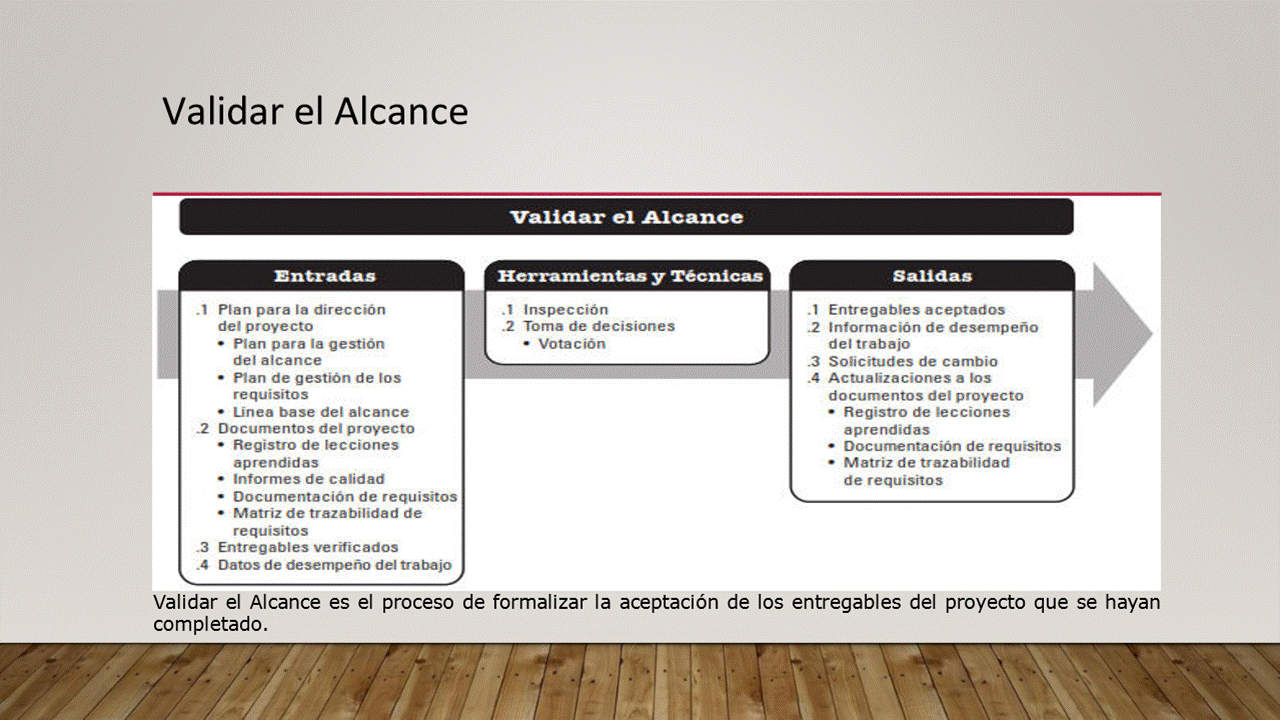 Validar el Alcance
Validar el Alcance
Entradas
.1 Plan para la dirección
del proyecto
• Plan para la gestión
del alcance
• Plan de gestión de los
requisitos
• Línea base del alcance
.2 Documentos del proyecto
• Registro de lecciones
aprendidas
• Informes de calidad
• Documentación de requisitos
• Matriz de trazabilidad de
requisitos
.3 Entregables verificados
.4 Datos de desempeño del trabajo
Herramientas y Técnicas
.1 Inspección
.2 Toma de decisiones
• Votación
Salidas
.1 Entregables aceptados
.2 Información de desempeño
del trabajo
.3 Solicitudes de cambio
.4 Actualizaciones a los
documentos del proyecto
• Registro de lecciones
aprendidas
• Documentación de requisitos
• Matriz de trazabilidad
de requisitos
Validar el Alcance es el proceso de formalizar la aceptación de los entregables del proyecto que se hayan
completado.